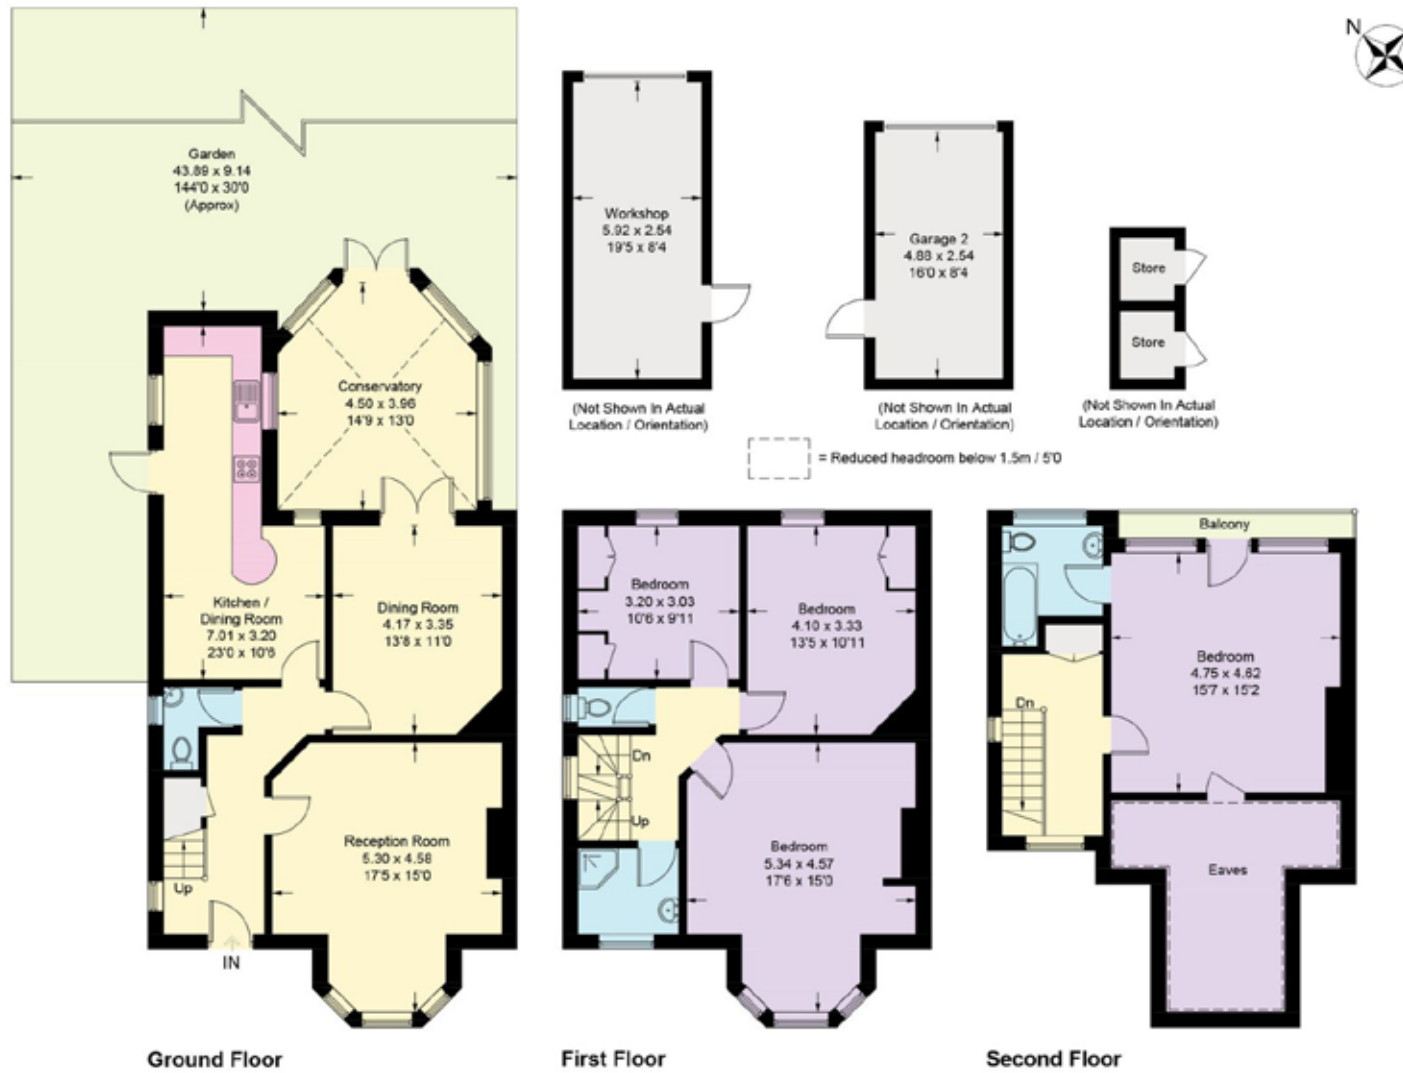 N
Garden
43.89 x 9.14
144'0 x 30'0
(Approx)
Workshop
5.92 x 2.54
19'5 x 8'4
(Not Shown In Actual
Location / Orientation)
Garage 2
4.88 x 2.54
16'0 x 8'4
(Not Shown In Actual
Location / Orientation)
Store
Store
(Not Shown In Actual
Location / Orientation)
= Reduced headroom below 1.5m / 5'0
Conservatory
4.50 x 3.96
14'9 x 13'0
Kitchen /
Dining Room
7.01 x 3.20
23'0 x 10'6
Dining Room
4.17 x 3.35
13'8 x 11'0
Reception Room
5.30 x 4.58
17'5 x 15'0
Up
IN
Ground Floor
Bedroom
3.20 x 3.03
10'6 x 9'11
Bedroom
4.10 x 3.33
13'5 x 10'11
Dn
Up
Bedroom
5.34 x 4.57
17'6 x 15'0
First Floor
Balcony
Bedroom
4.75 x 4.62
15'7 x 15'2
Dn
Eaves
Second Floor